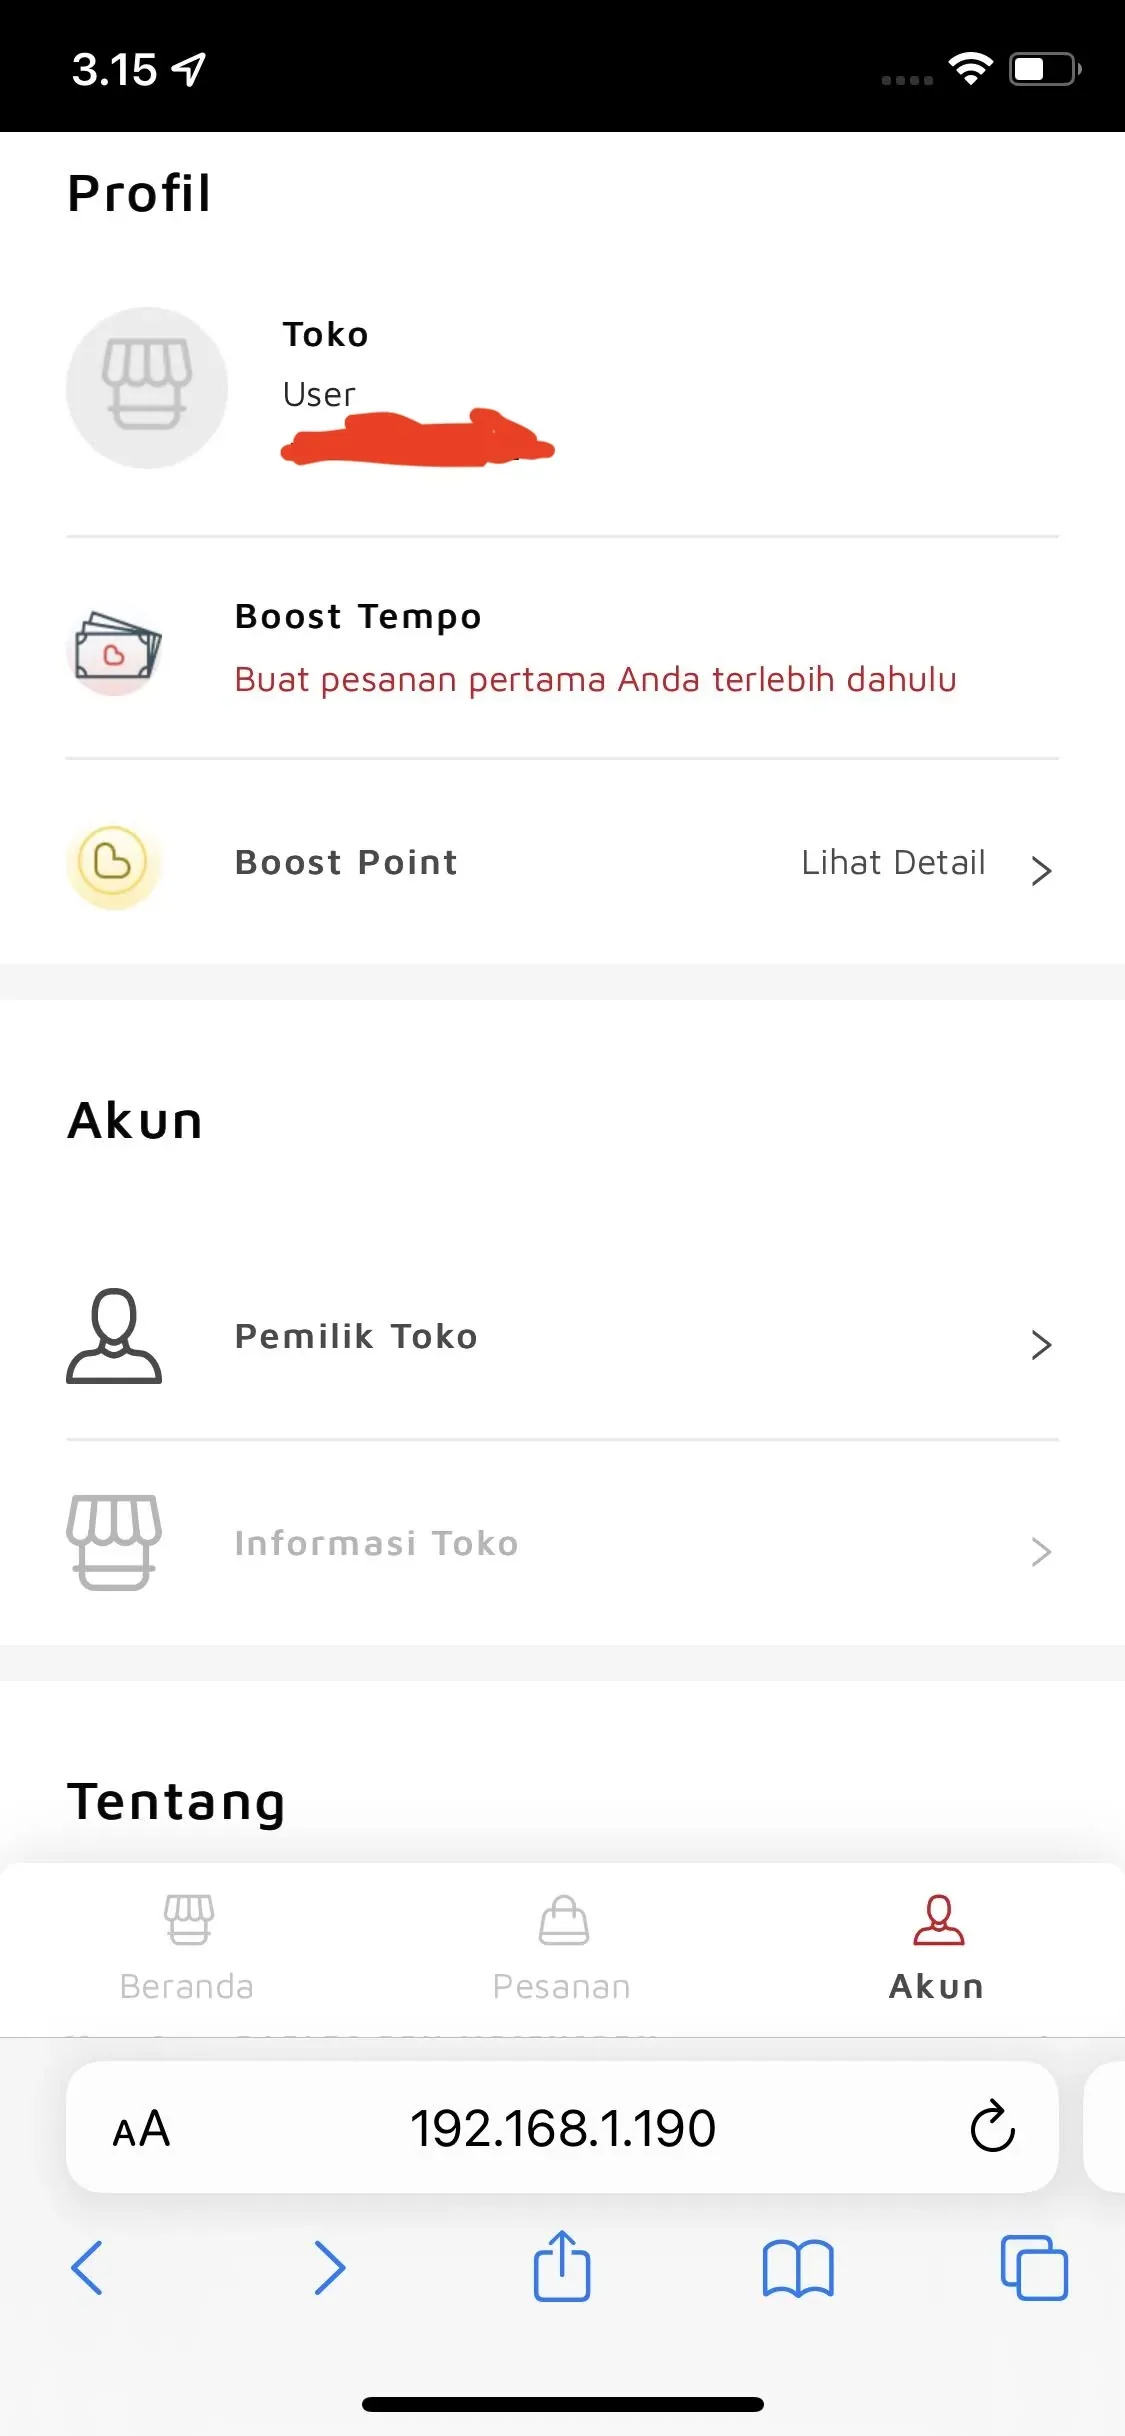 3.15
Profil
Toko
User
Boost Tempo
Buat pesanan pertama Anda terlebih dahulu
Boost Point
Lihat Detail
Akun
Pemilik Toko
Informasi Toko
Tentang
Beranda
Pesanan
Akun
AA
192.168.1.190